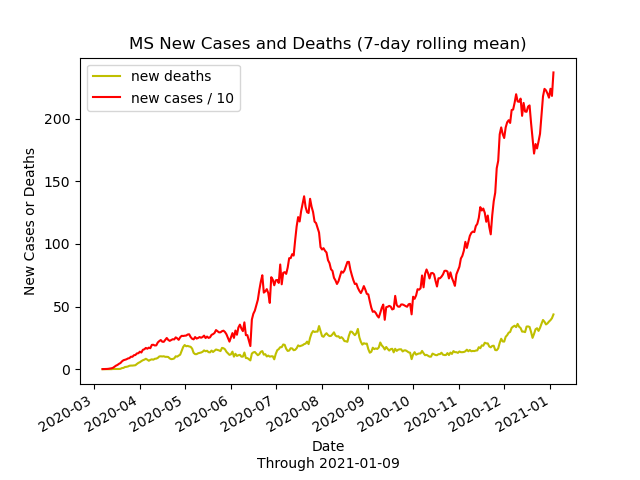 MS New Cases and Deaths (7-day rolling mean)
new deaths
new cases / 10
200
150
100
50
0
New Cases or Deaths
2020-03
2020-04
2020-05
2020-06
2020-07
2020-08
2020-09
2020-10
2020-11
2020-12
2021-01
Date
Through 2021-01-09